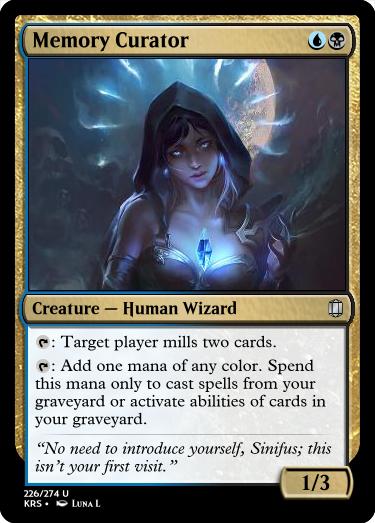 Memory Curator
Creature — Human Wizard
: Target player mills two cards.
: Add one mana of any color. Spend
this mana only to cast spells from your
graveyard or activate abilities of cards in
your graveyard.
“No need to introduce yourself, Sinifus; this
isn't your first visit.”
1/3
226/274 U
KRS • Luna L